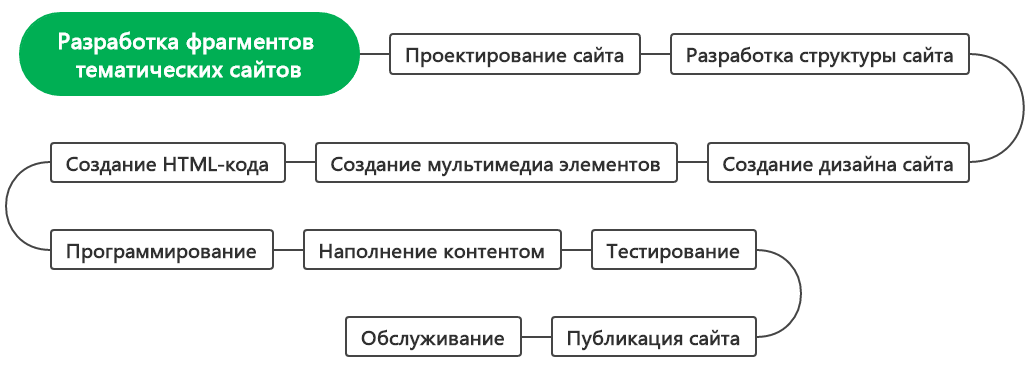 Разработка фрагментов
тематических сайтов
Проектирование сайта
Разработка структуры сайта
Создание дизайна сайта
Создание мультимедиа элементов
Создание HTML-кода
Программирование
Наполнение контентом
Тестирование
Публикация сайта
Обслуживание